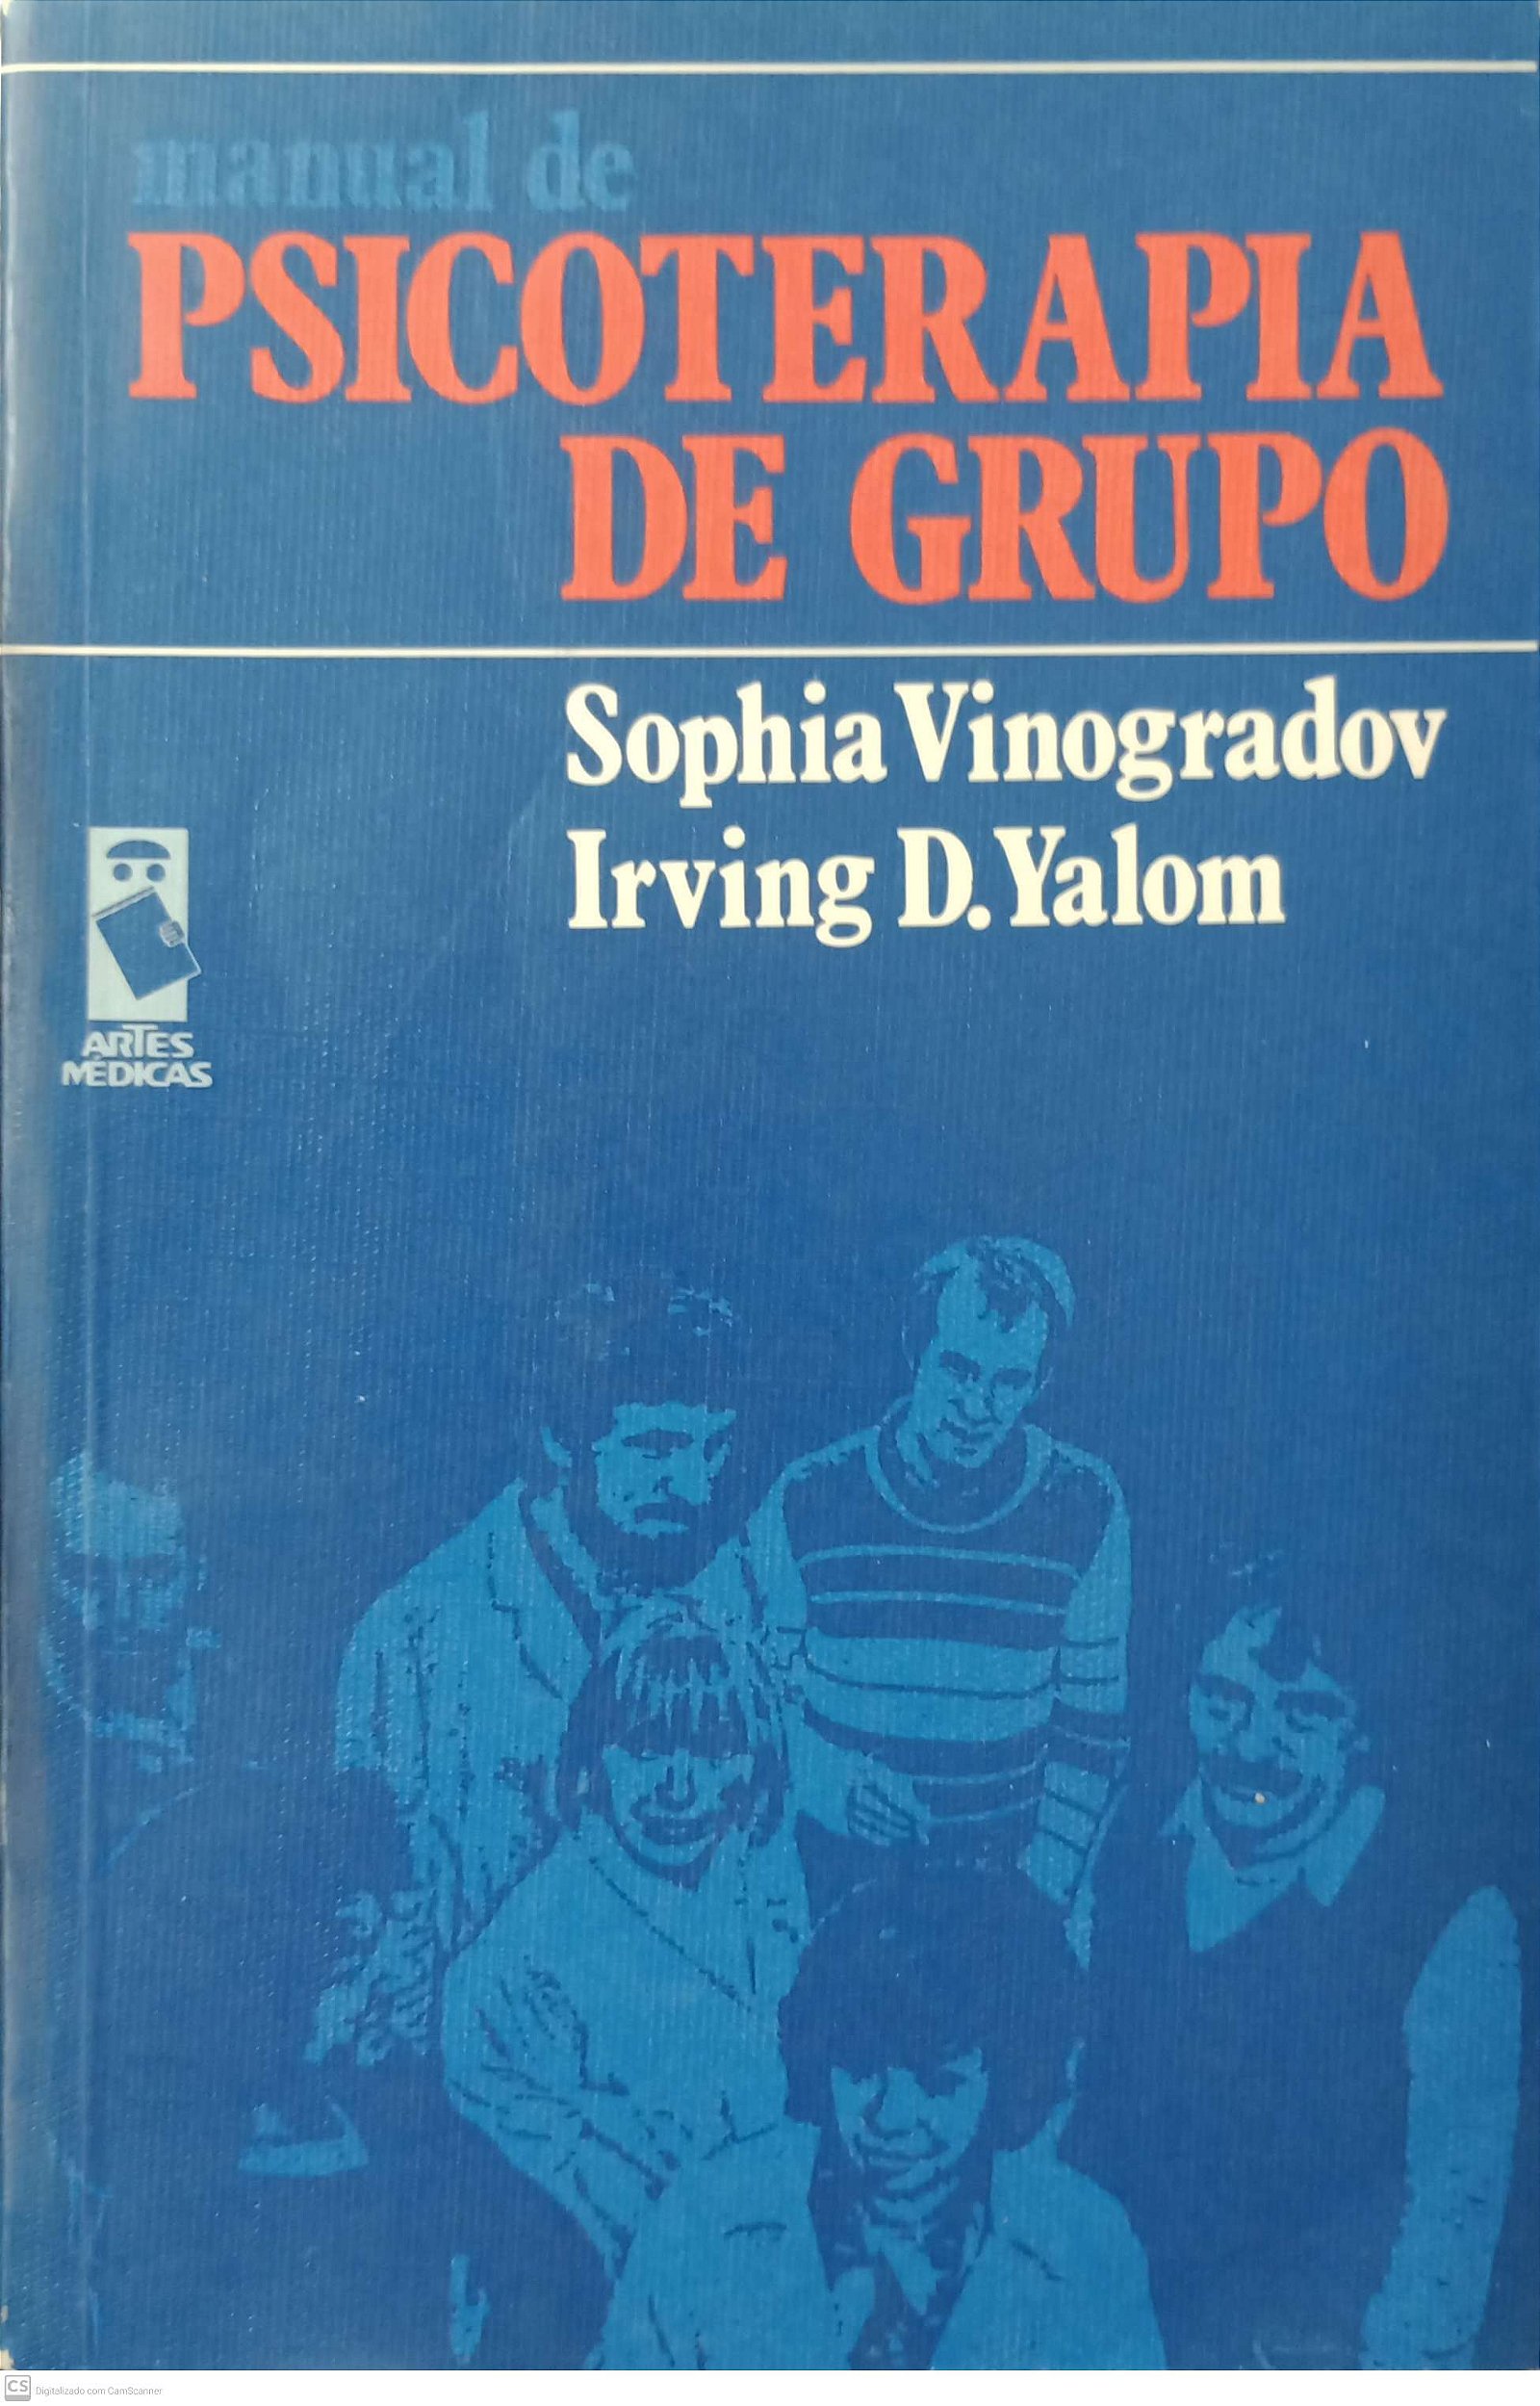 manual de
PSICOTERAPIA
DE GRUPO
Sophia Vinogradov
Irving D. Yalom
ARTES
MÉDICAS
CS Digitalizado com CamScanner